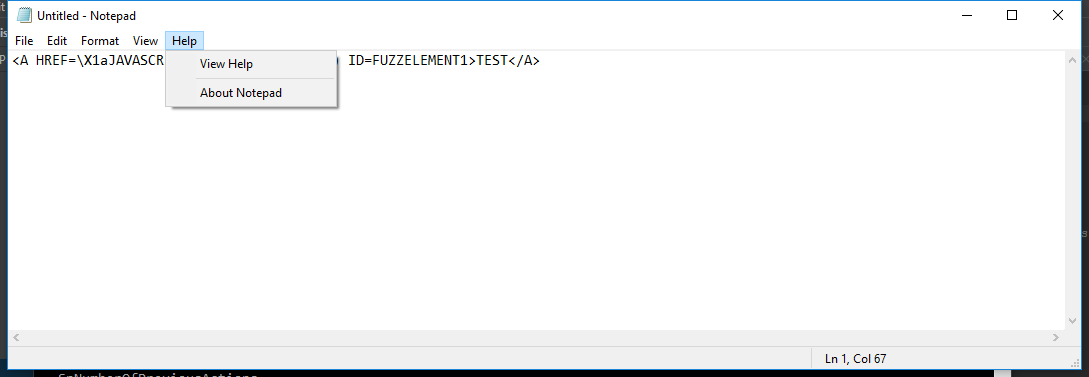 Untitled - Notepad
File Edit Format View Help
<A HREF=\X1aJAVASCR ID=FUZZELEMENT1>TEST</A>
View Help
About Notepad
Ln 1, Col 67